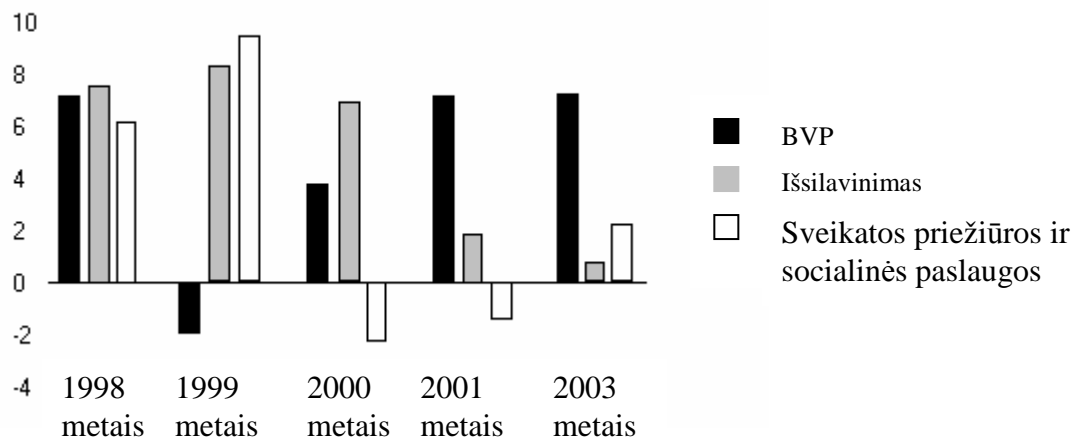 10
8
6
4
2
0
-2
-4
1998 metais
1999 metais
2000 metais
2001 metais
2003 metais
BVP
Išsilavinimas
Sveikatos priežiūros ir
socialinės paslaugos